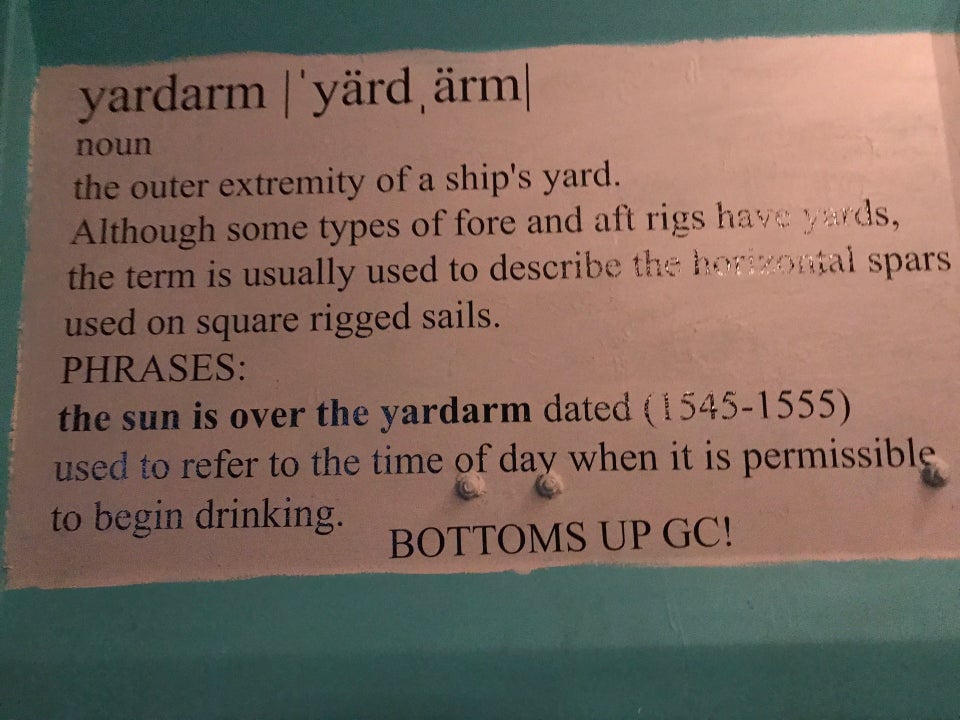 yardarm |ˈyärdˌärm|
noun
the outer extremity of a ship's yard.
Although some types of fore and aft rigs have yards,
the term is usually used to describe the horizontal spars
used on square rigged sails.
PHRASES:
the sun is over the yardarm dated (1545-1555)
used to refer to the time of day when it is permissible
to begin drinking.
BOTTOMS UP GC!